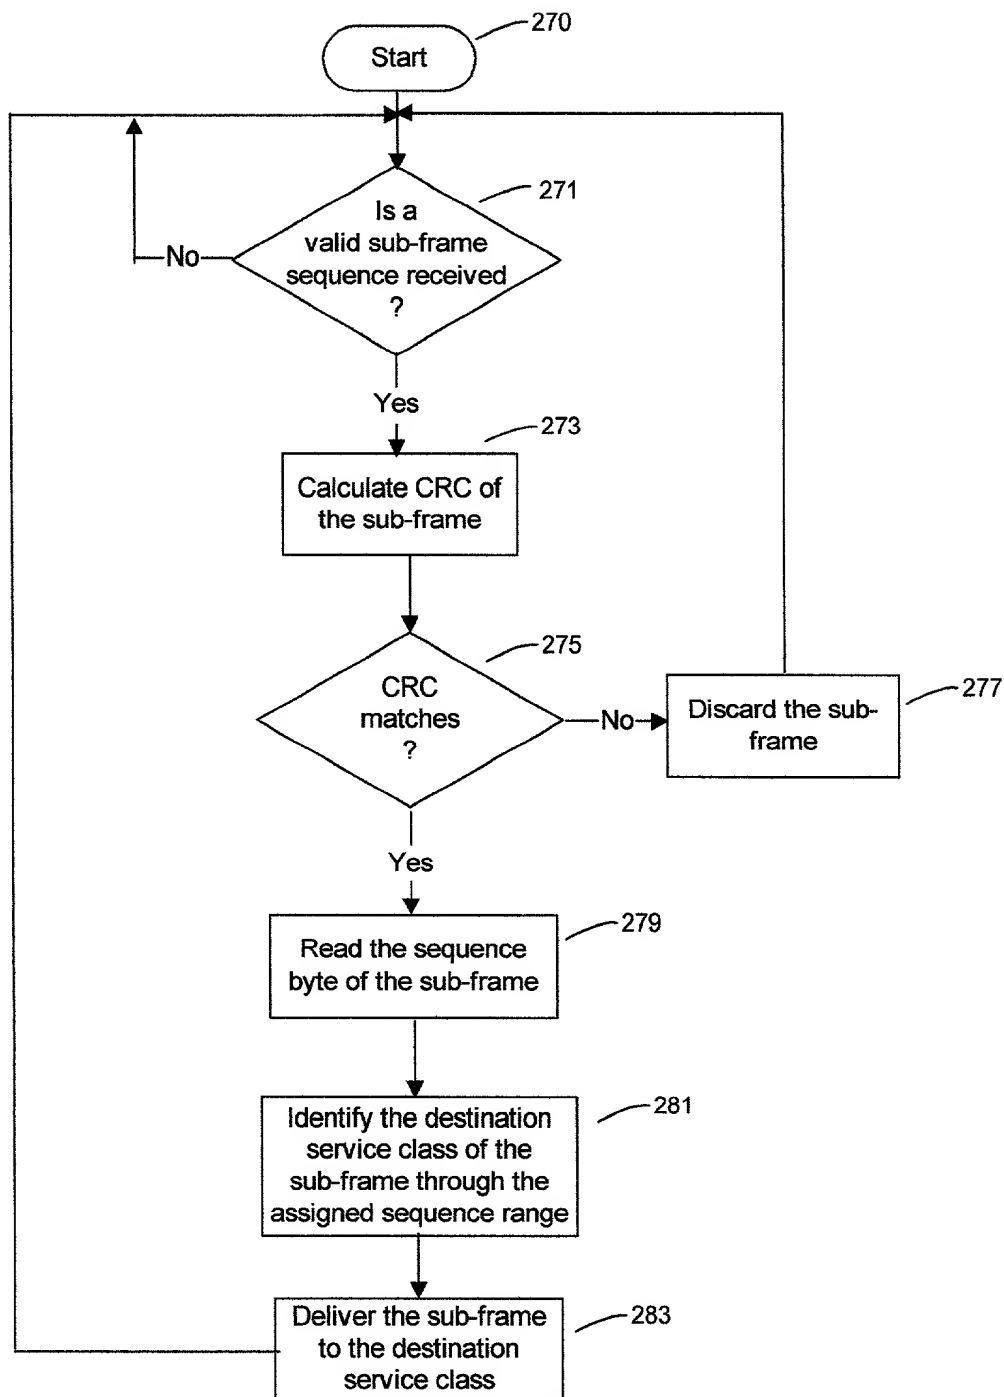 270
Start
271
Is a
valid sub-frame
sequence received
?
No
Yes
273
Calculate CRC of
the sub-frame
275
CRC
matches
?
No
277
Discard the sub-
frame
Yes
279
Read the sequence
byte of the sub-frame
281
Identify the destination
service class of the
sub-frame through the
assigned sequence range
283
Deliver the sub-frame
to the destination
service class